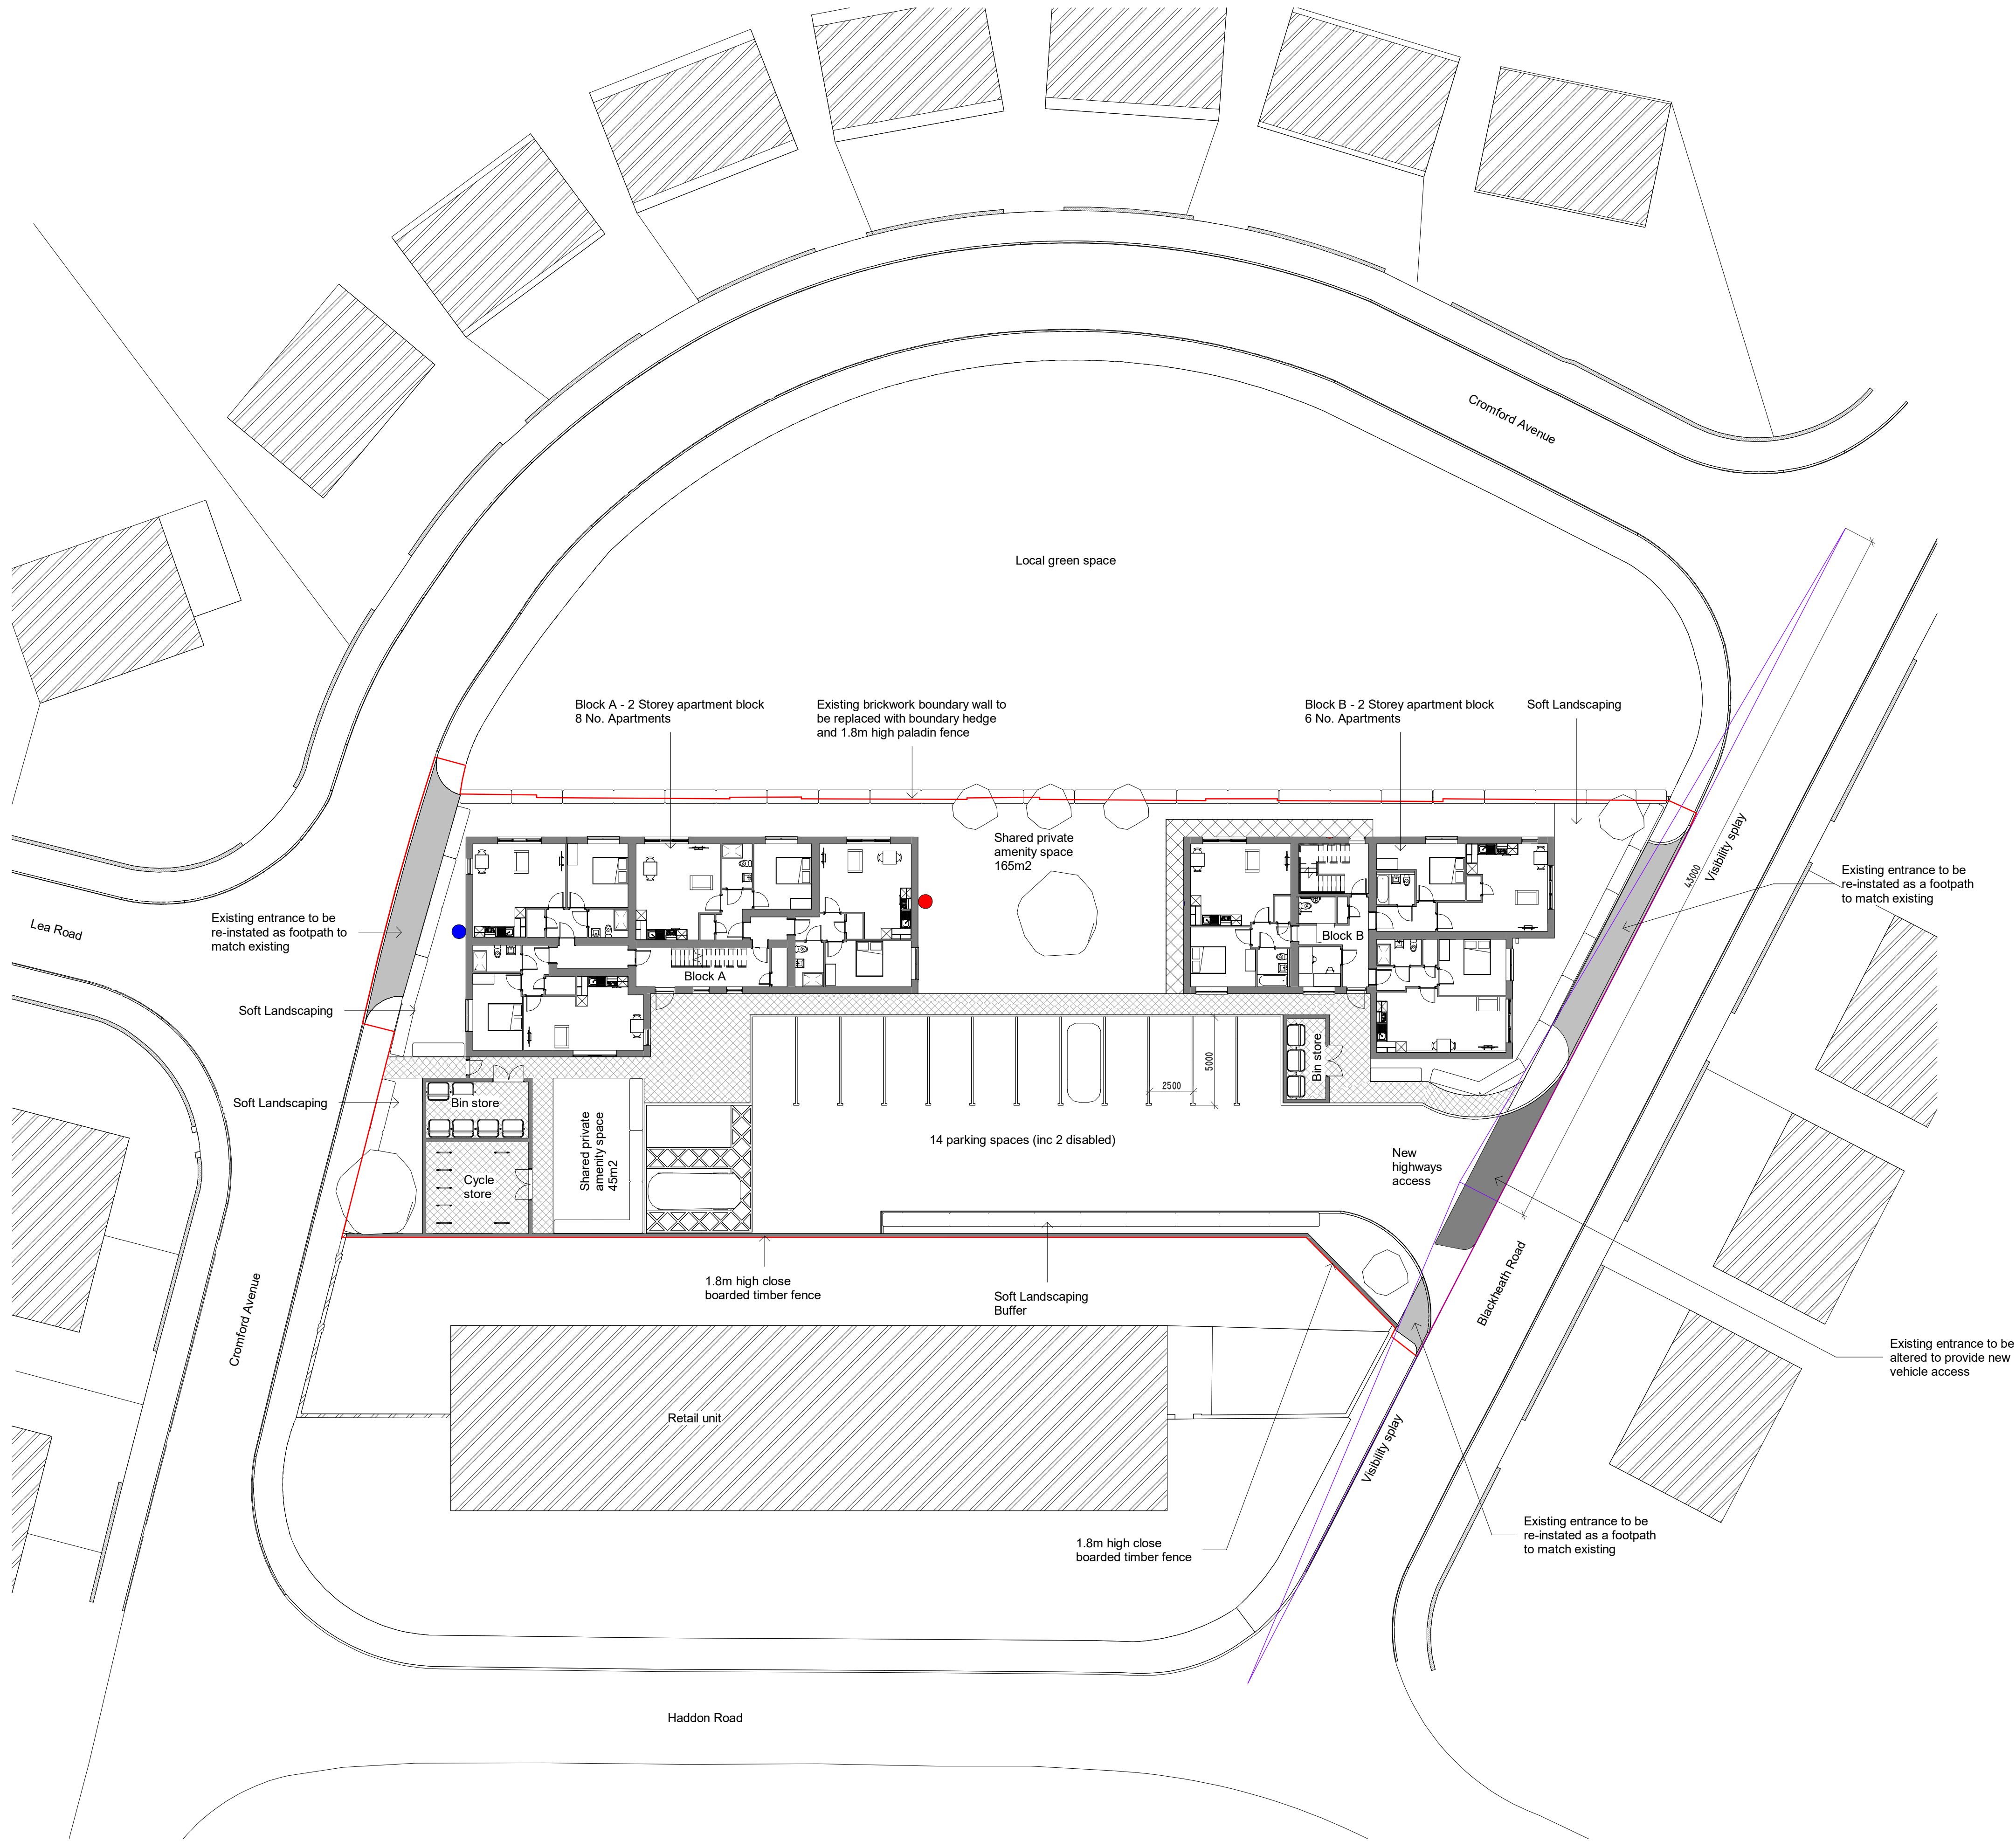 Cromford Avenue
Local green space
Block A - 2 Storey apartment block
8 No. Apartments
Existing brickwork boundary wall to
be replaced with boundary hedge
and 1.8m high paladin fence
Block B - 2 Storey apartment block
6 No. Apartments
Soft Landscaping
Shared private
amenity space
165m2
43000
Visibility splay
Existing entrance to be
re-instated as a footpath
to match existing
Lea Road
Existing entrance to be
re-instated as footpath to
match existing
Block A
Block B
Soft Landscaping
Soft Landscaping
Bin store
Cycle
store
Shared private
amenity space
45m2
2500
5000
Bin store
14 parking spaces (inc 2 disabled)
New
highways
access
1.8m high close
boarded timber fence
Soft Landscaping
Buffer
Cromford Avenue
Blackheath Road
Existing entrance to be
altered to provide new
vehicle access
Retail unit
Visibility splay
1.8m high close
boarded timber fence
Existing entrance to be
re-instated as a footpath
to match existing
Haddon Road